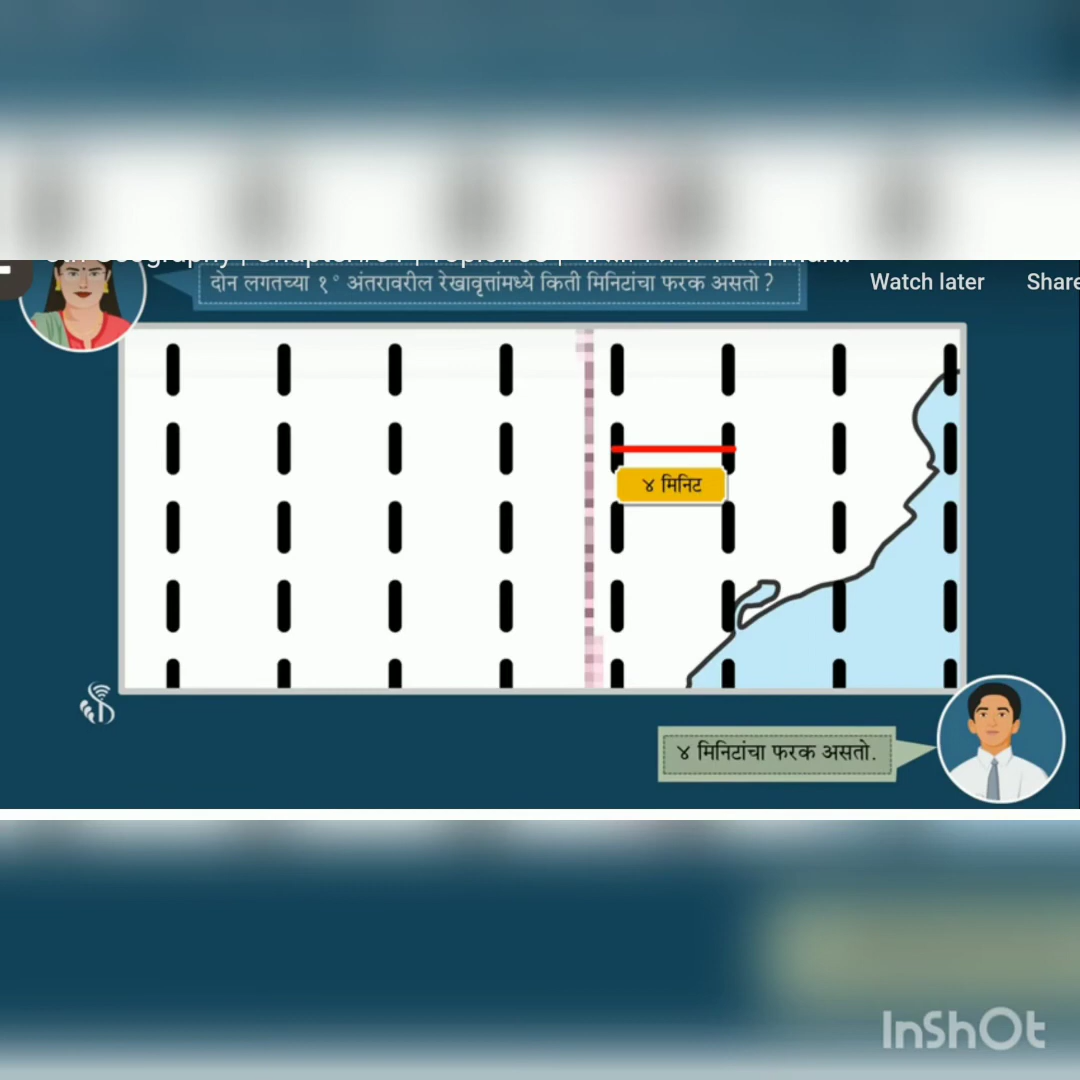 दोन लगतच्या १° अंतरावरील रेखावृत्तांमध्ये किती मिनिटांचा फरक असतो ?
Watch later
Share
४ मिनिट
४ मिनिटांचा फरक असतो.
InShOt